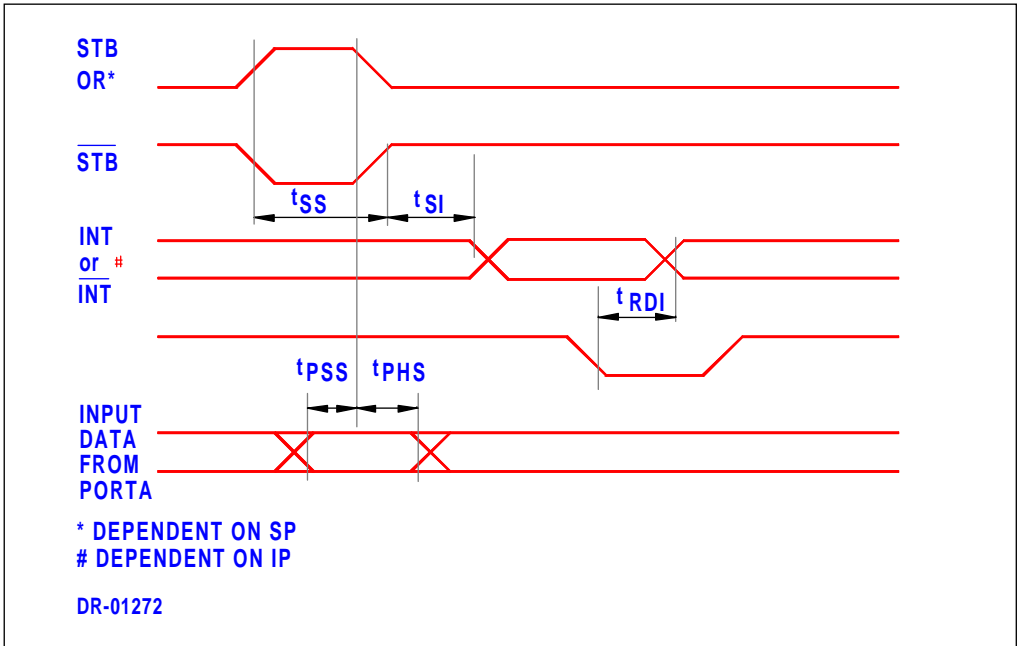 STB
OR*
STB
tSS
tSI
INT
or #
INT
tRDI
tPSS
tPHS
INPUT
DATA
FROM
PORTA
* DEPENDENT ON SP
# DEPENDENT ON IP
DR-01272